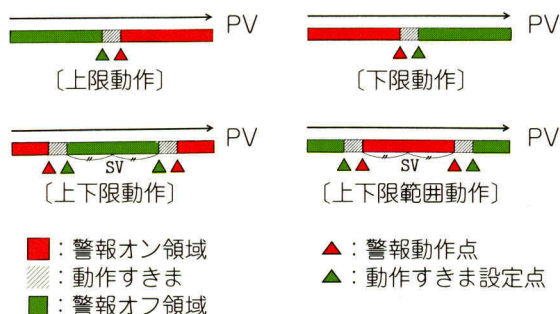 PV
PV
〔上限動作〕
〔下限動作〕
PV
PV
SV
SV
〔上下限動作〕
〔上下限範囲動作〕
：警報オン領域
：警報動作点
：動作すきま
：動作すきま設定点
：警報オフ領域